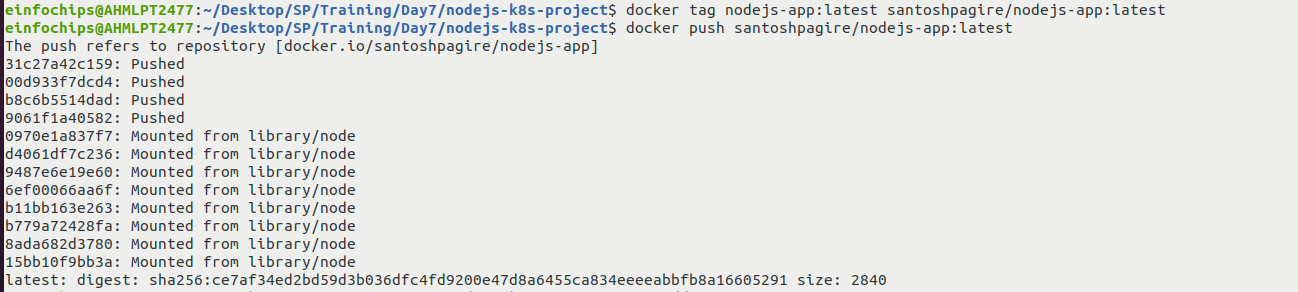 einfochips@AHMLPT2477:~/Desktop/SP/Training/Day7/nodejs-k8s-project$ docker tag nodejs-app:latest santoshpagire/nodejs-app:latest
einfochips@AHMLPT2477:~/Desktop/SP/Training/Day7/nodejs-k8s-project$ docker push santoshpagire/nodejs-app:latest
The push refers to repository [docker.io/santoshpagire/nodejs-app]
31c27a42c159: Pushed
00d933f7dcd4: Pushed
b8c6b5514dad: Pushed
9061f1a40582: Pushed
0970e1a837f7: Mounted from library/node
d4061df7c236: Mounted from library/node
9487e6e19e60: Mounted from library/node
6ef00066aa6f: Mounted from library/node
b11bb163e263: Mounted from library/node
b779a72428fa: Mounted from library/node
8ada682d3780: Mounted from library/node
15bb10f9bb3a: Mounted from library/node
latest: digest: sha256:ce7af34ed2bd59d3b036dfc4fd9200e47d8a6455ca834eeeeabbfb8a16605291 size: 2840